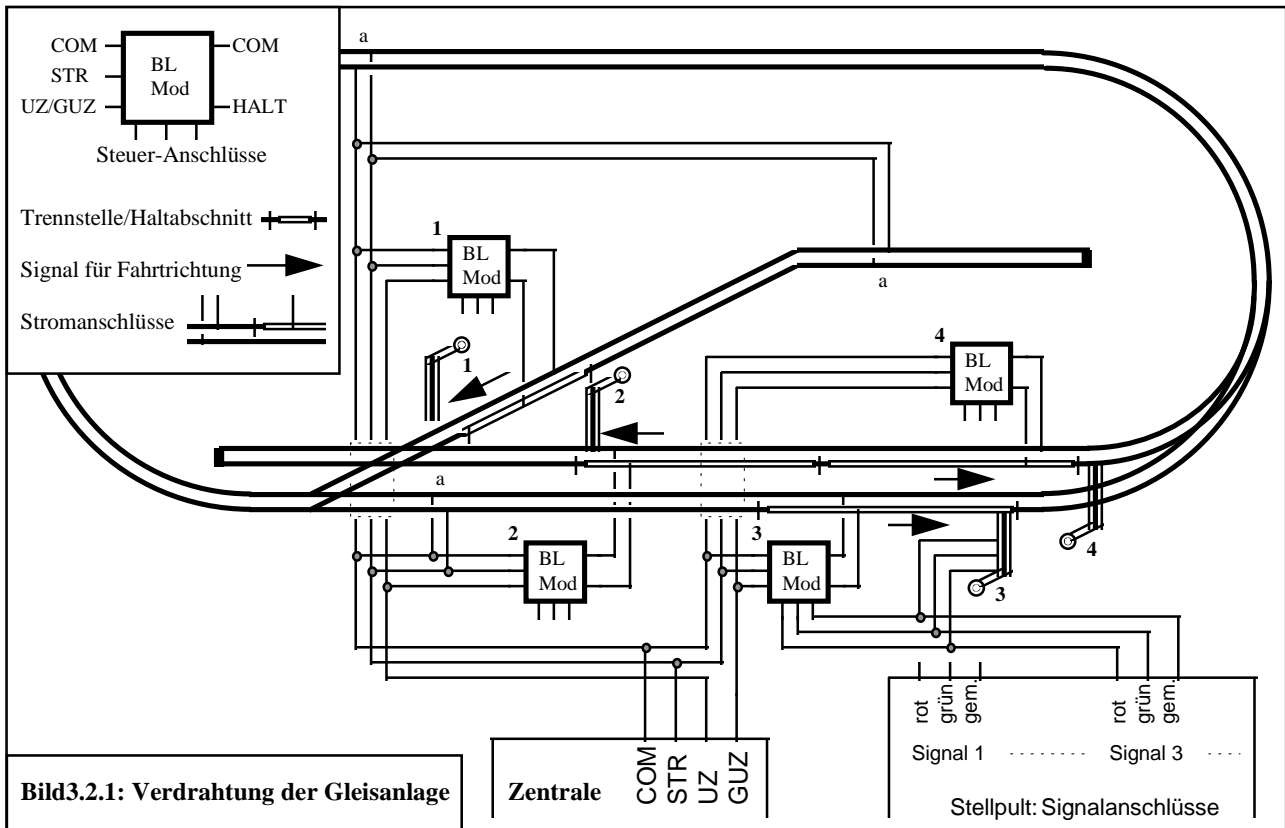 COM
COM
STR
BL
Mod
UZ/GUZ
HALT
Steuer-Anschlüsse
Trennstelle/Haltabschnitt
Signal für Fahrtrichtung
Stromanschlüsse
a
1
BL
Mod
a
1
2
4
BL
Mod
a
2
BL
Mod
3
BL
Mod
3
4
rot
grün
gem.
rot
grün
gem.
Signal 1
Signal 3
Stellpult: Signalanschlüsse
Zentrale
COM
STR
UZ
GUZ
Bild3.2.1: Verdrahtung der Gleisanlage